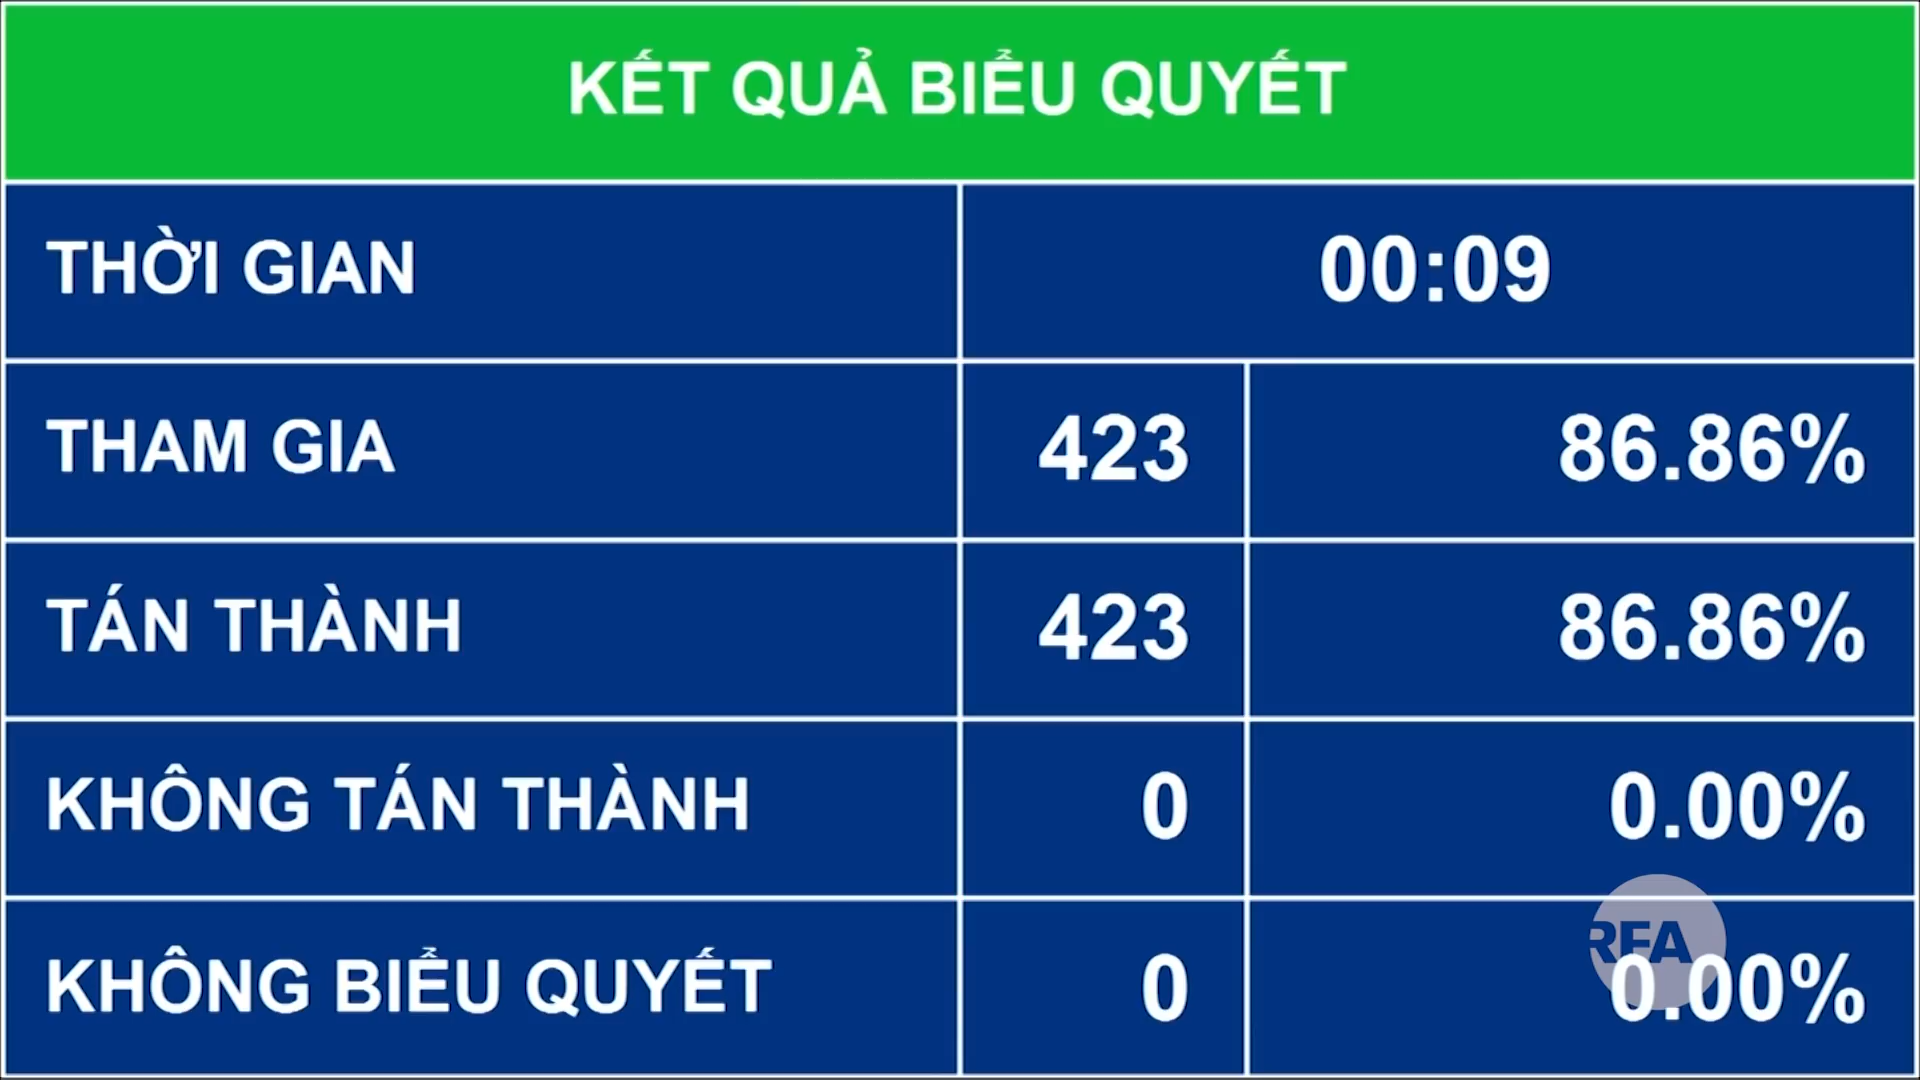 KẾT QUẢ BIỂU QUYẾT
THỜI GIAN 00:09
THAM GIA 423 86.86%
TÁN THÀNH 423 86.86%
KHÔNG TÁN THÀNH 0 0.00%
KHÔNG BIỂU QUYẾT 0 0.00%
RFA